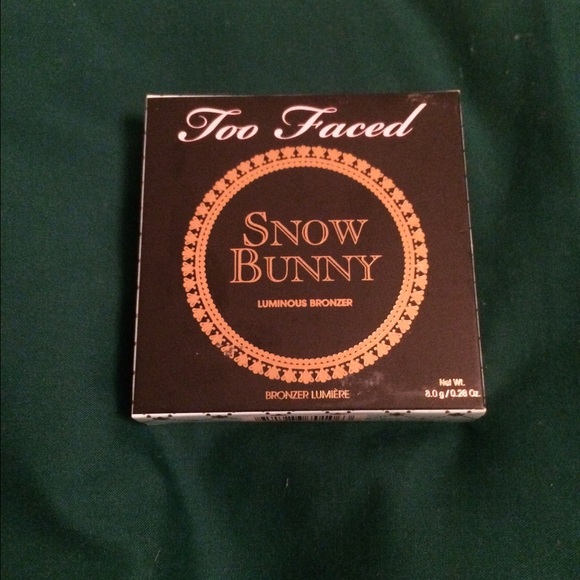 Too Faced
SNOW
BUNNY
LUMINOUS BRONZER
BRONZER LUMIÈRE
Net Wt.
8.0 g / 0.28 Oz.